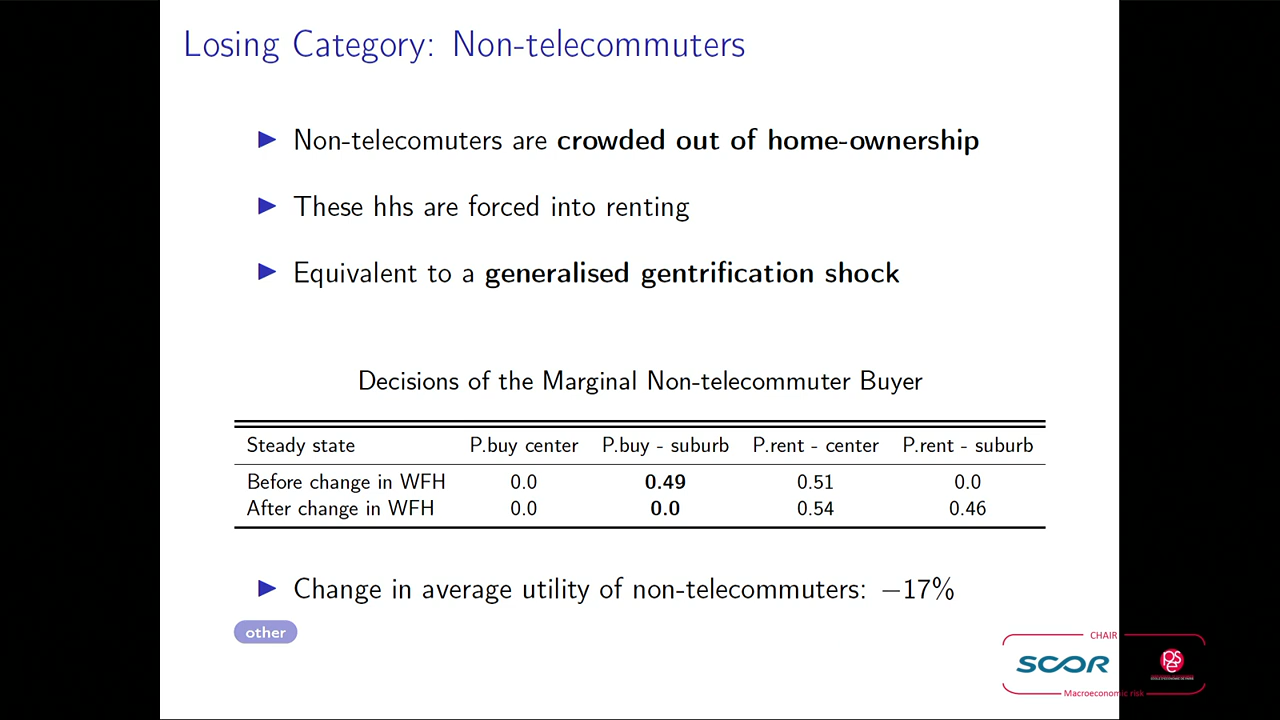 Losing Category: Non-telecommuters
Non-telecomuters are crowded out of home-ownership
These hhs are forced into renting
Equivalent to a generalised gentrification shock
Decisions of the Marginal Non-telecommuter Buyer
Steady state P.buy center P.buy - suburb P.rent - center P.rent - suburb
Before change in WFH 0.0 0.49 0.51 0.0
After change in WFH 0.0 0.0 0.54 0.46
Change in average utility of non-telecommuters: −17%
other
CHAIR
SCOR
Macroeconomic risk